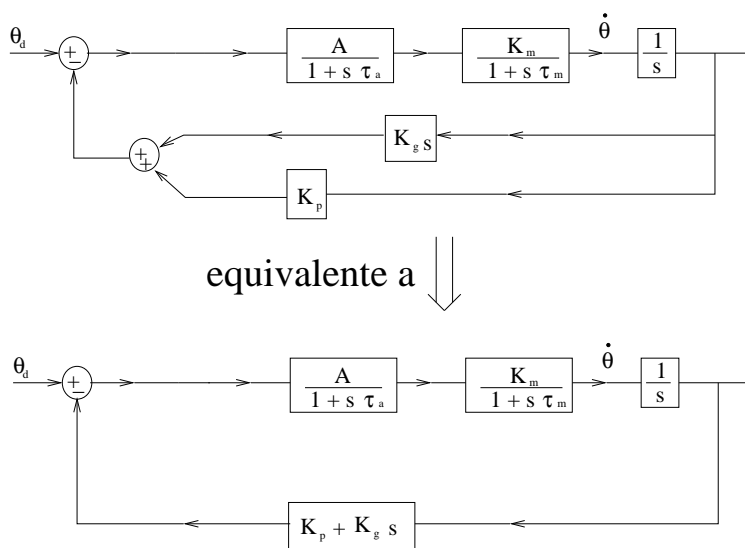 θ̇
θd + − A Km 1
1 + s τa 1 + s τm s
Kg s
+ +
Kp
equivalente a
θ̇
θd + − A Km 1
1 + s τa 1 + s τm s
Kp + Kg s